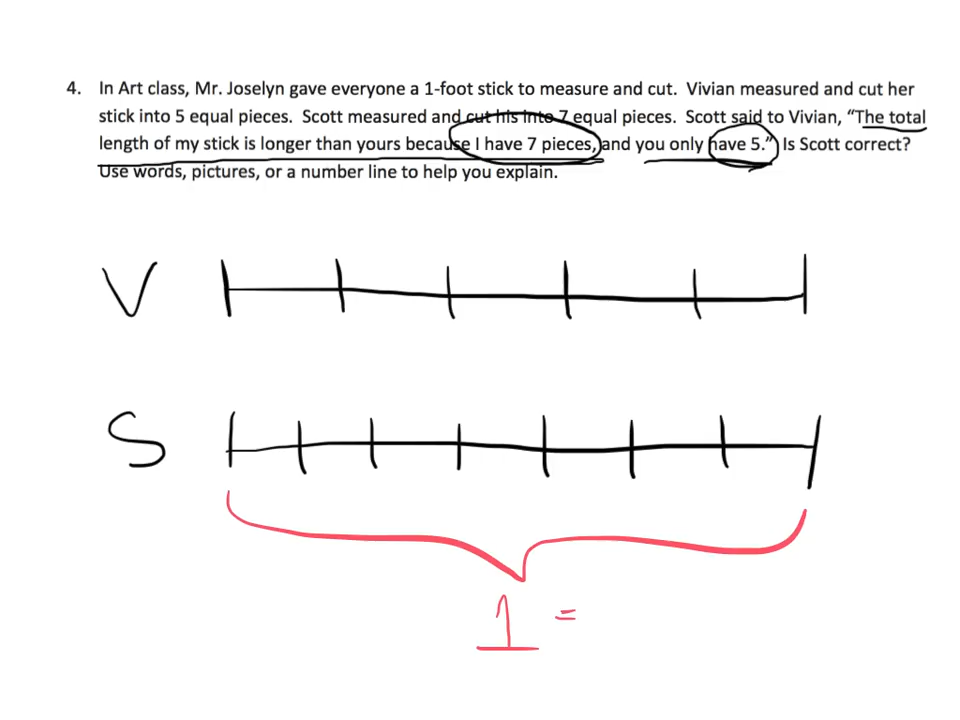 4. In Art class, Mr. Joselyn gave everyone a 1-foot stick to measure and cut. Vivian measured and cut her
stick into 5 equal pieces. Scott measured and cut his into 7 equal pieces. Scott said to Vivian, “The total
length of my stick is longer than yours because I have 7 pieces, and you only have 5.” Is Scott correct?
Use words, pictures, or a number line to help you explain.
V
S
1 =